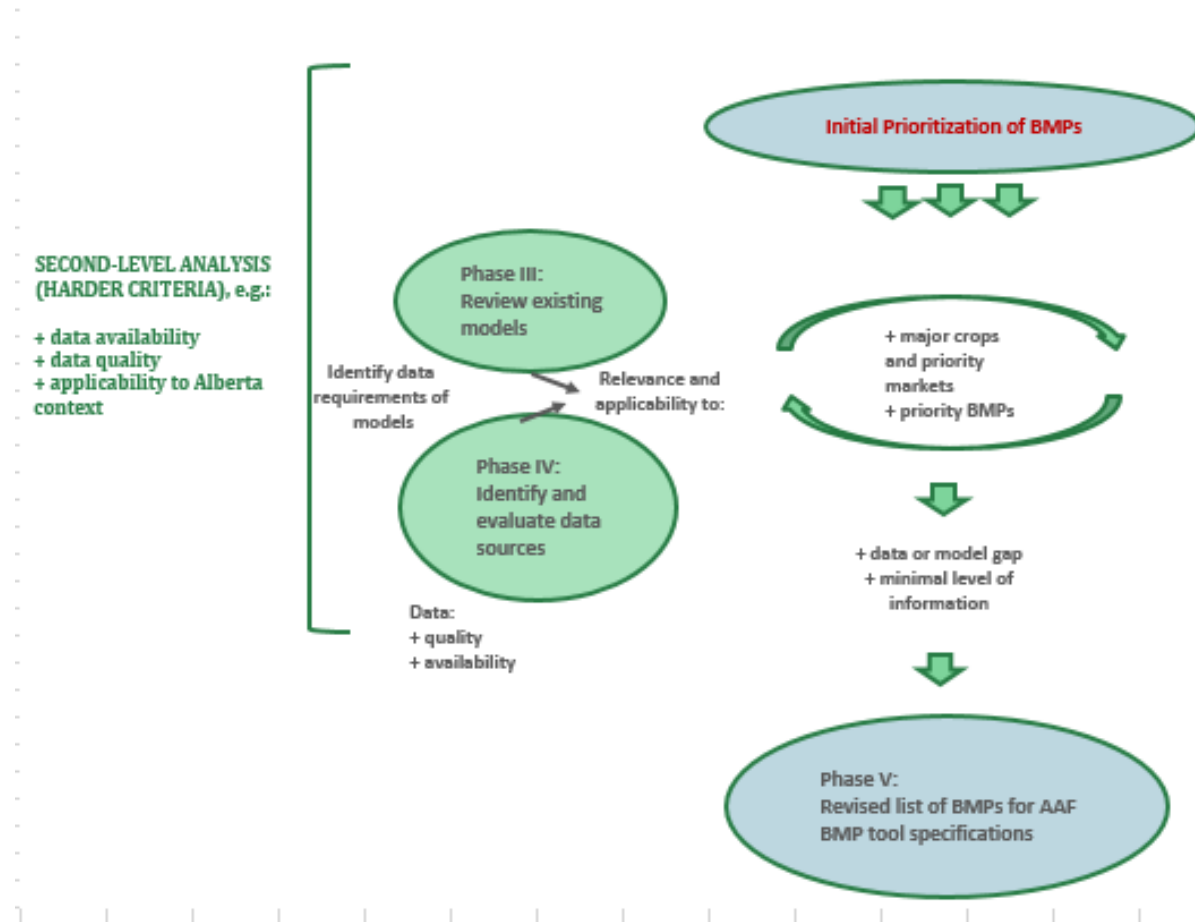 Initial Prioritization of BMPs
SECOND-LEVEL ANALYSIS
(HARDER CRITERIA), e.g.:
+ data availability
+ data quality
+ applicability to Alberta
context
Phase III:
Review existing
models
Identify data
requirements of
models
Relevance and
applicability to:
+ major crops
and priority
markets
+ priority BMPs
Phase IV:
Identify and
evaluate data
sources
Data:
+ quality
+ availability
+ data or model gap
+ minimal level of
information
Phase V:
Revised list of BMPs for AAF
BMP tool specifications